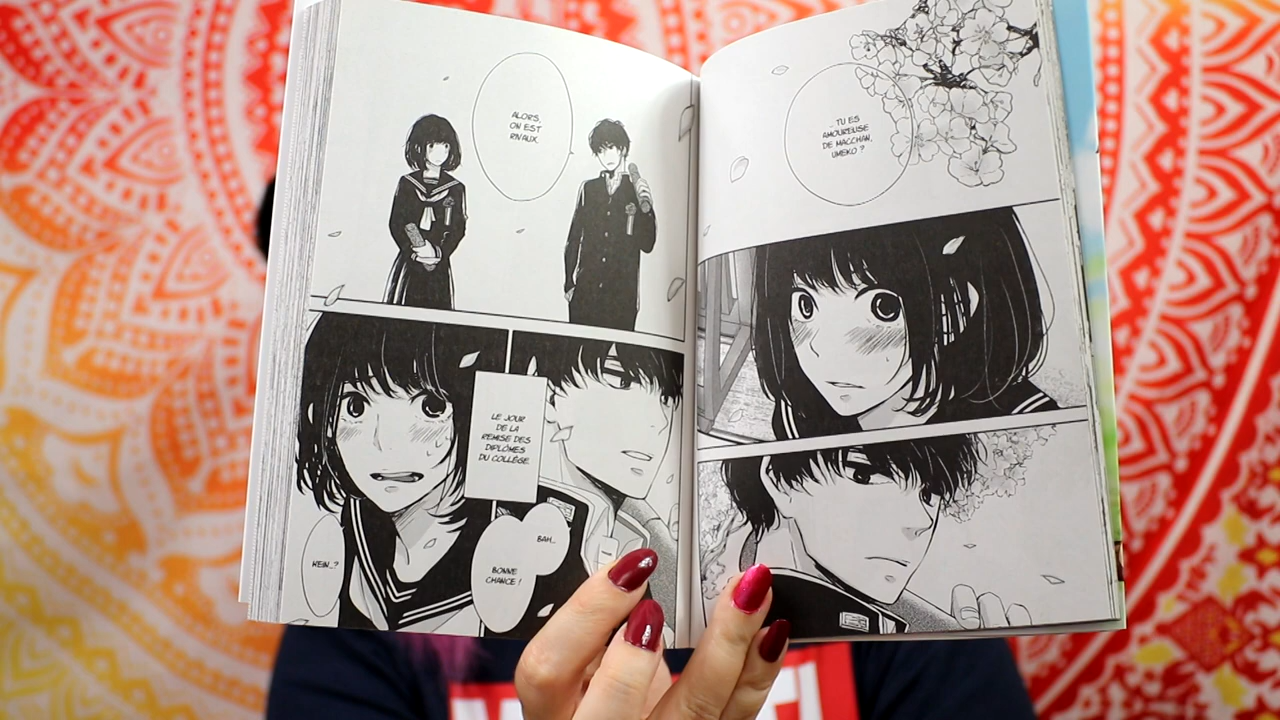 ... TU ES
AMOUREUSE
DE MACCHAN,
UMEKO ?
ALORS,
ON EST
RIVAUX.
LE JOUR
DE LA
REMISE DES
DIPLÔMES
DU COLLÈGE.
BAH...
BONNE
CHANCE !
HEIN...?